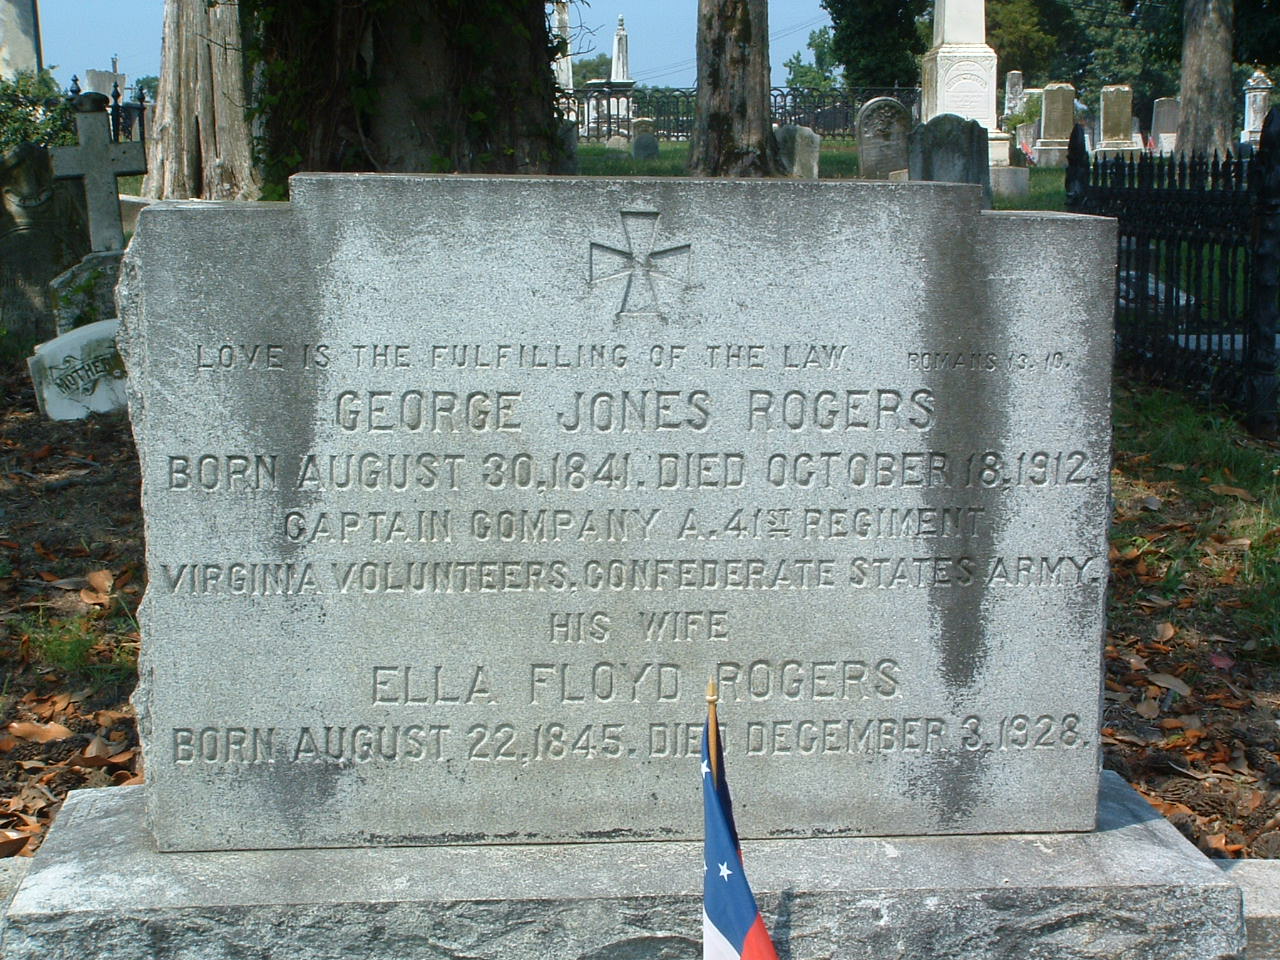 LOVE IS THE FULFILLING OF THE LAW. ROMANS 13, 10.
GEORGE JONES ROGERS
BORN AUGUST 30, 1841. DIED OCTOBER 18, 1912.
CAPTAIN COMPANY A. 41ST REGIMENT
VIRGINIA VOLUNTEERS, CONFEDERATE STATES ARMY.
HIS WIFE
ELLA FLOYD ROGERS
BORN AUGUST 22, 1845. DIED DECEMBER 3, 1928.
MOTHER